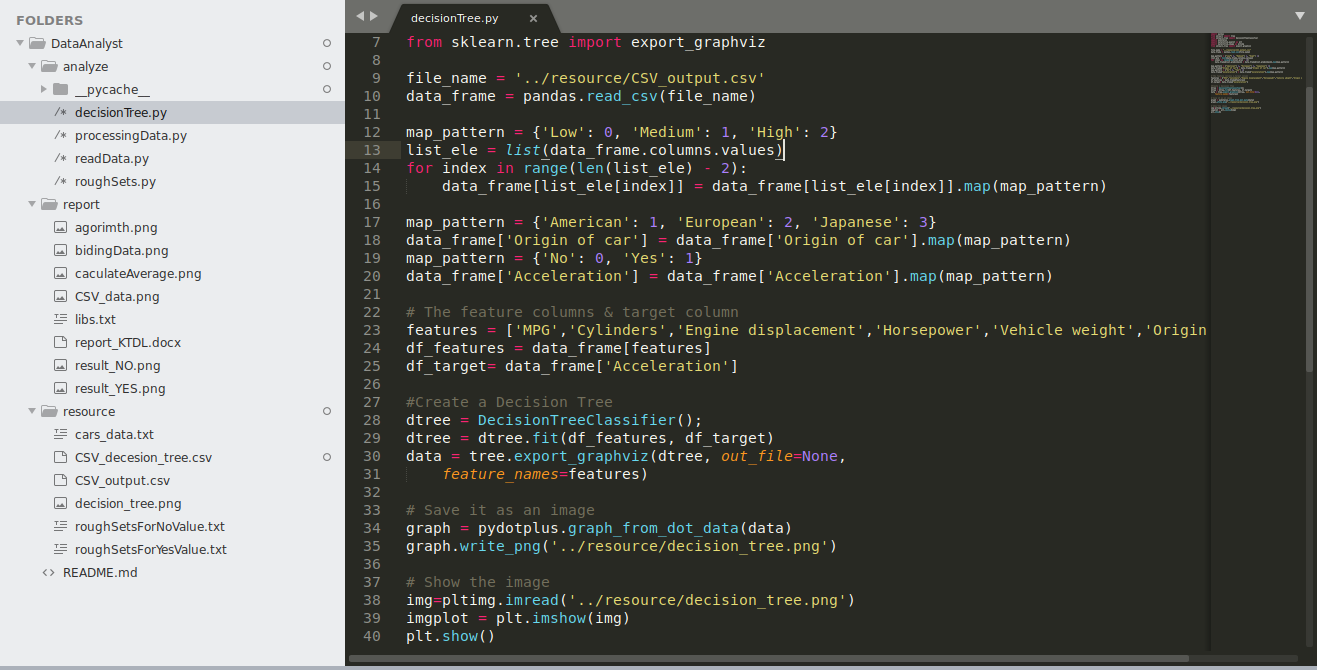 FOLDERS
DataAnalyst
analyze
__pycache__
/* decisionTree.py
/* processingData.py
/* readData.py
/* roughSets.py
report
agorimth.png
bidingData.png
caculateAverage.png
CSV_data.png
libs.txt
report_KTDL.docx
result_NO.png
result_YES.png
resource
cars_data.txt
CSV_decesion_tree.csv
CSV_output.csv
decision_tree.png
roughSetsForNoValue.txt
roughSetsForYesValue.txt
<> README.md
decisionTree.py ×
7 from sklearn.tree import export_graphviz
8
9 file_name = '../resource/CSV_output.csv'
10 data_frame = pandas.read_csv(file_name)
11
12 map_pattern = {'Low': 0, 'Medium': 1, 'High': 2}
13 list_ele = list(data_frame.columns.values)
14 for index in range(len(list_ele) - 2):
15     data_frame[list_ele[index]] = data_frame[list_ele[index]].map(map_pattern)
16
17 map_pattern = {'American': 1, 'European': 2, 'Japanese': 3}
18 data_frame['Origin of car'] = data_frame['Origin of car'].map(map_pattern)
19 map_pattern = {'No': 0, 'Yes': 1}
20 data_frame['Acceleration'] = data_frame['Acceleration'].map(map_pattern)
21
22 # The feature columns & target column
23 features = ['MPG','Cylinders','Engine displacement','Horsepower','Vehicle weight','Origin
24 df_features = data_frame[features]
25 df_target= data_frame['Acceleration']
26
27 #Create a Decision Tree
28 dtree = DecisionTreeClassifier();
29 dtree = dtree.fit(df_features, df_target)
30 data = tree.export_graphviz(dtree, out_file=None,
31     feature_names=features)
32
33 # Save it as an image
34 graph = pydotplus.graph_from_dot_data(data)
35 graph.write_png('../resource/decision_tree.png')
36
37 # Show the image
38 img=pltimg.imread('../resource/decision_tree.png')
39 imgplot = plt.imshow(img)
40 plt.show()